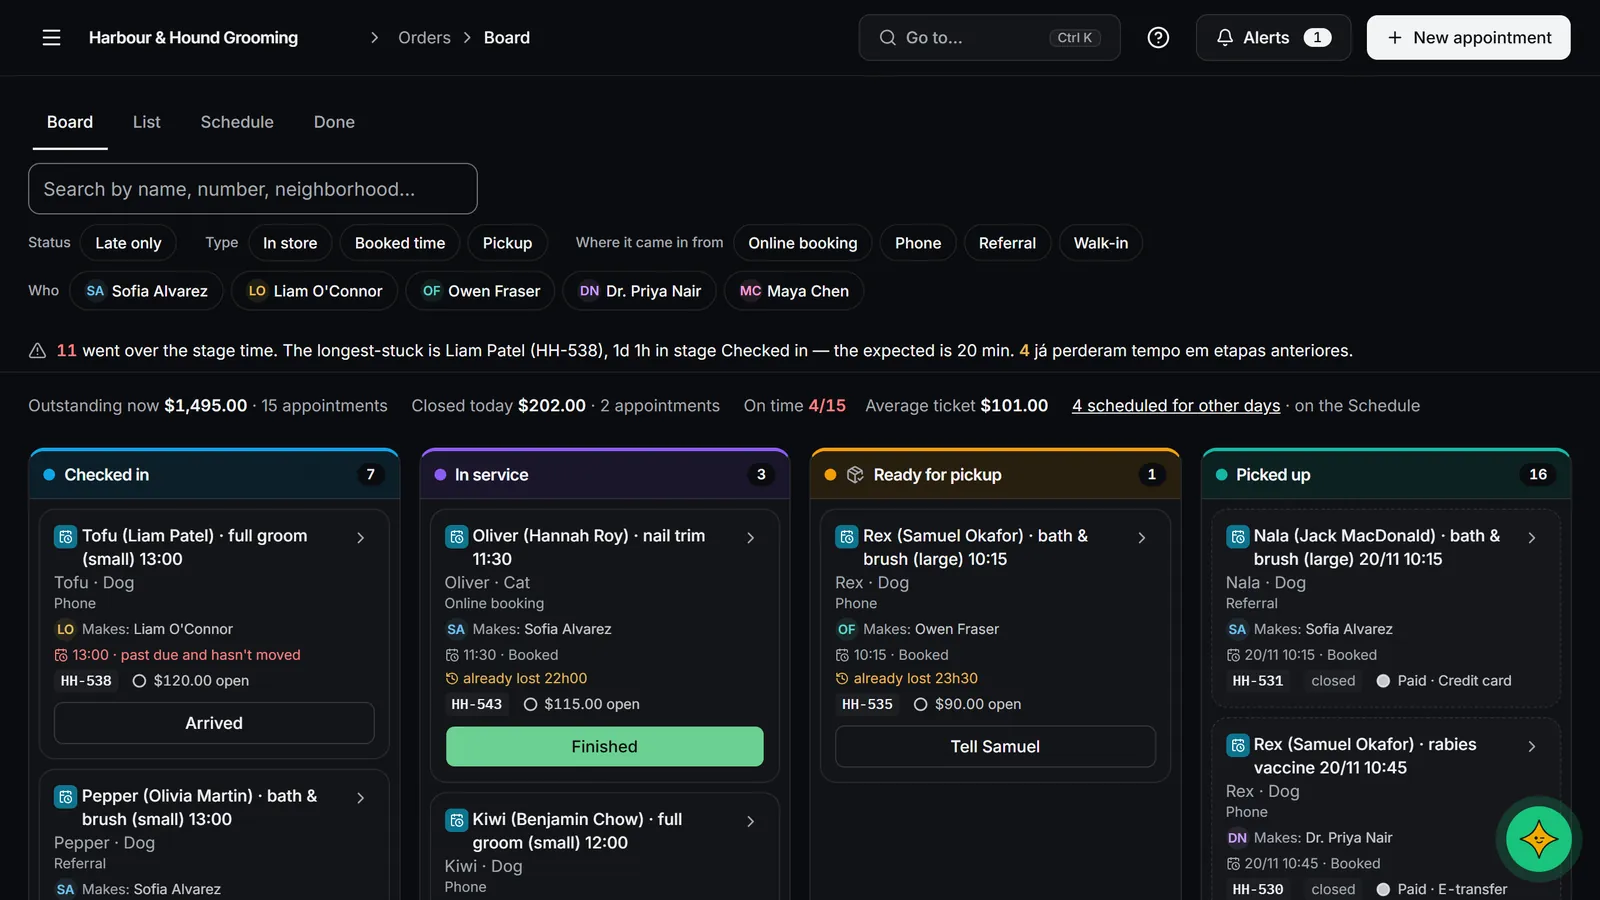 Harbour & Hound Grooming
Orders
Board
Go to...
Ctrl K
Alerts 1
New appointment
Board
List
Schedule
Done
Search by name, number, neighborhood...
Status
Late only
Type
In store
Booked time
Pickup
Where it came in from
Online booking
Phone
Referral
Walk-in
Who
SA Sofia Alvarez
LO Liam O'Connor
OF Owen Fraser
DN Dr. Priya Nair
MC Maya Chen
11 went over the stage time. The longest-stuck is Liam Patel (HH-538), 1d 1h in stage Checked in — the expected is 20 min. 4 já perderam tempo em etapas anteriores.
Outstanding now $1,495.00 · 15 appointments
Closed today $202.00 · 2 appointments
On time 4/15
Average ticket $101.00
4 scheduled for other days · on the Schedule
Checked in 7
Tofu (Liam Patel) · full groom
(small) 13:00
Tofu · Dog
Phone
LO Makes: Liam O'Connor
13:00 · past due and hasn't moved
HH-538 $120.00 open
Arrived
Pepper (Olivia Martin) · bath &
brush (small) 13:00
Pepper · Dog
Referral
SA Makes: Sofia Alvarez
In service 3
Oliver (Hannah Roy) · nail trim
11:30
Oliver · Cat
Online booking
SA Makes: Sofia Alvarez
11:30 · Booked
already lost 22h00
HH-543 $115.00 open
Finished
Kiwi (Benjamin Chow) · full
groom (small) 12:00
Kiwi · Dog
Phone
Ready for pickup 1
Rex (Samuel Okafor) · bath &
brush (large) 10:15
Rex · Dog
Phone
OF Makes: Owen Fraser
10:15 · Booked
already lost 23h30
HH-535 $90.00 open
Tell Samuel
Picked up 16
Nala (Jack MacDonald) · bath &
brush (large) 20/11 10:15
Nala · Dog
Referral
SA Makes: Sofia Alvarez
20/11 10:15 · Booked
HH-531 closed Paid · Credit card
Rex (Samuel Okafor) · rabies
vaccine 20/11 10:45
Rex · Dog
Phone
DN Makes: Dr. Priya Nair
20/11 10:45 · Booked
HH-530 closed Paid · E-transfer